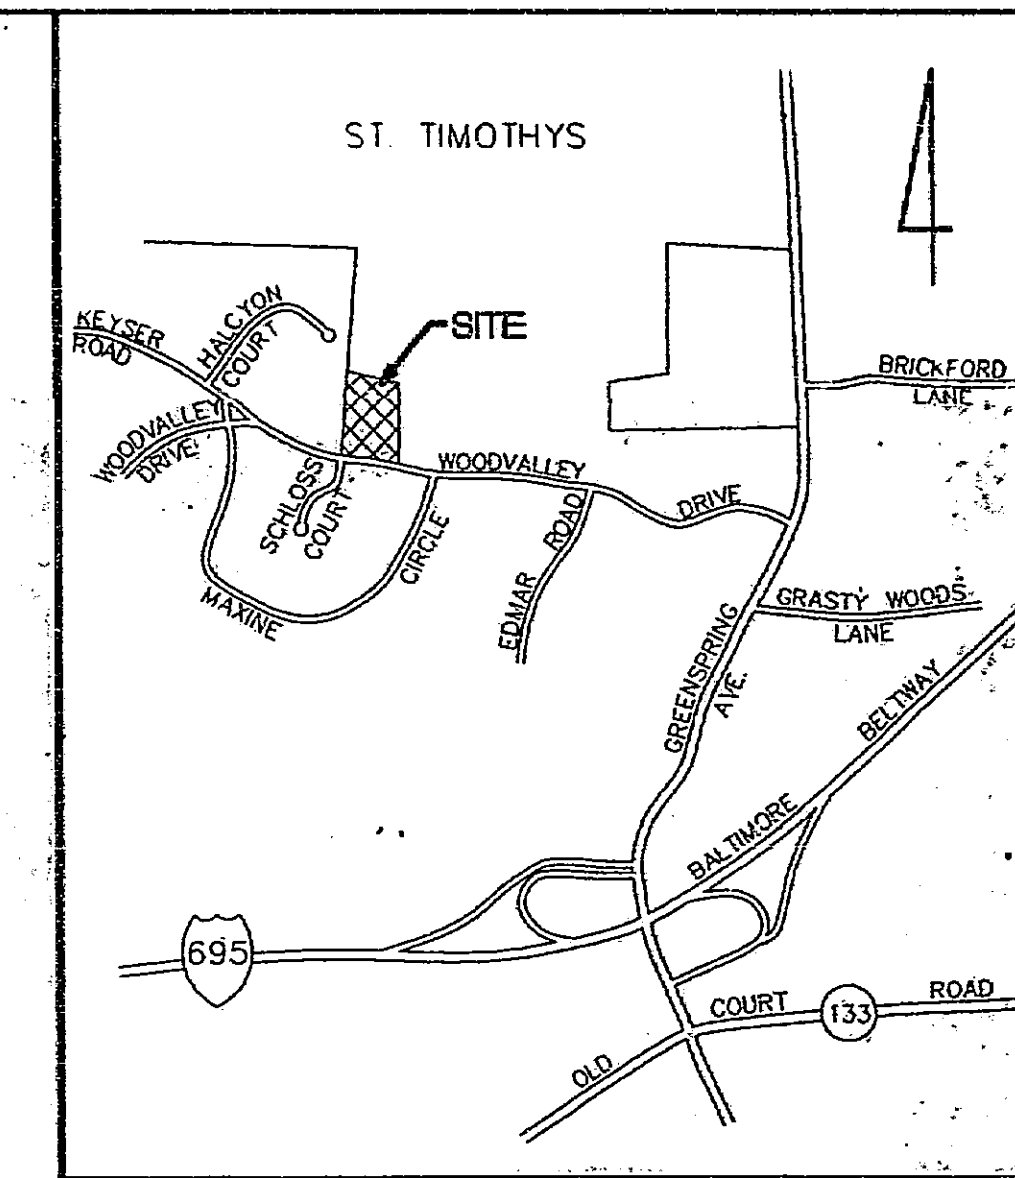 ST. TIMOTHYS
SITE
KEYSER
ROAD
HALCYON
COURT
WOODVALLEY
DRIVE
SCHLOSS
COURT
MAXINE
CIRCLE
WOODVALLEY
DRIVE
EDMAR ROAD
BRICKFORD
LANE
GRASTY WOODS
LANE
GREENSPRING
AVE.
BALTIMORE BELTWAY
695
OLD COURT ROAD
133